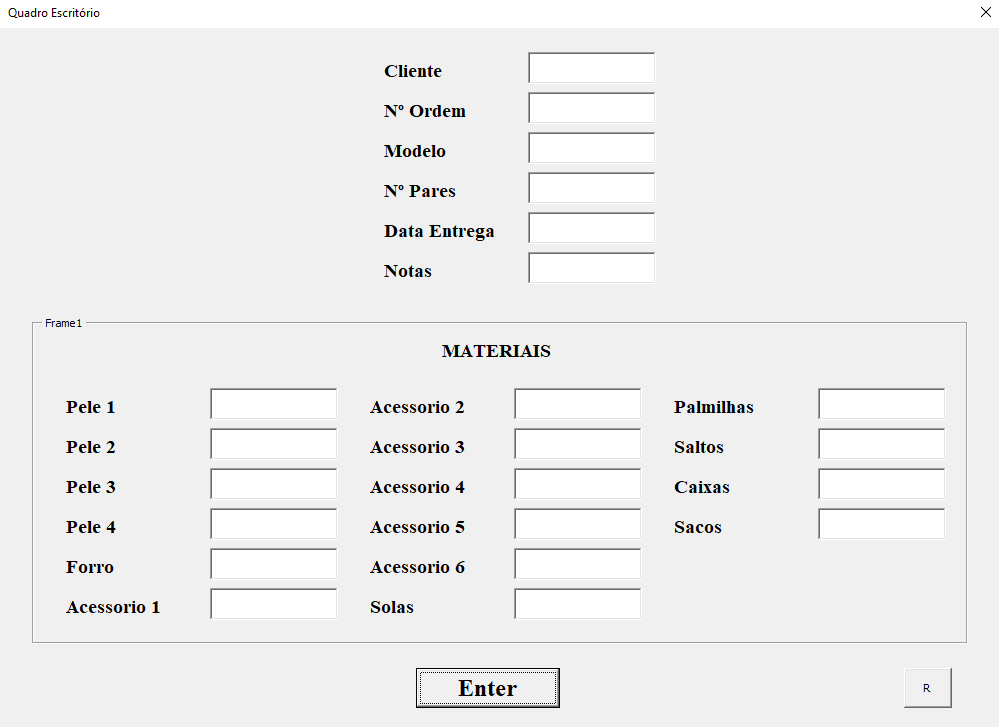 Quadro Escritório
Cliente
Nº Ordem
Modelo
Nº Pares
Data Entrega
Notas
Frame1
MATERIAIS
Pele 1
Pele 2
Pele 3
Pele 4
Forro
Acessorio 1
Acessorio 2
Acessorio 3
Acessorio 4
Acessorio 5
Acessorio 6
Solas
Palmilhas
Saltos
Caixas
Sacos
Enter
R